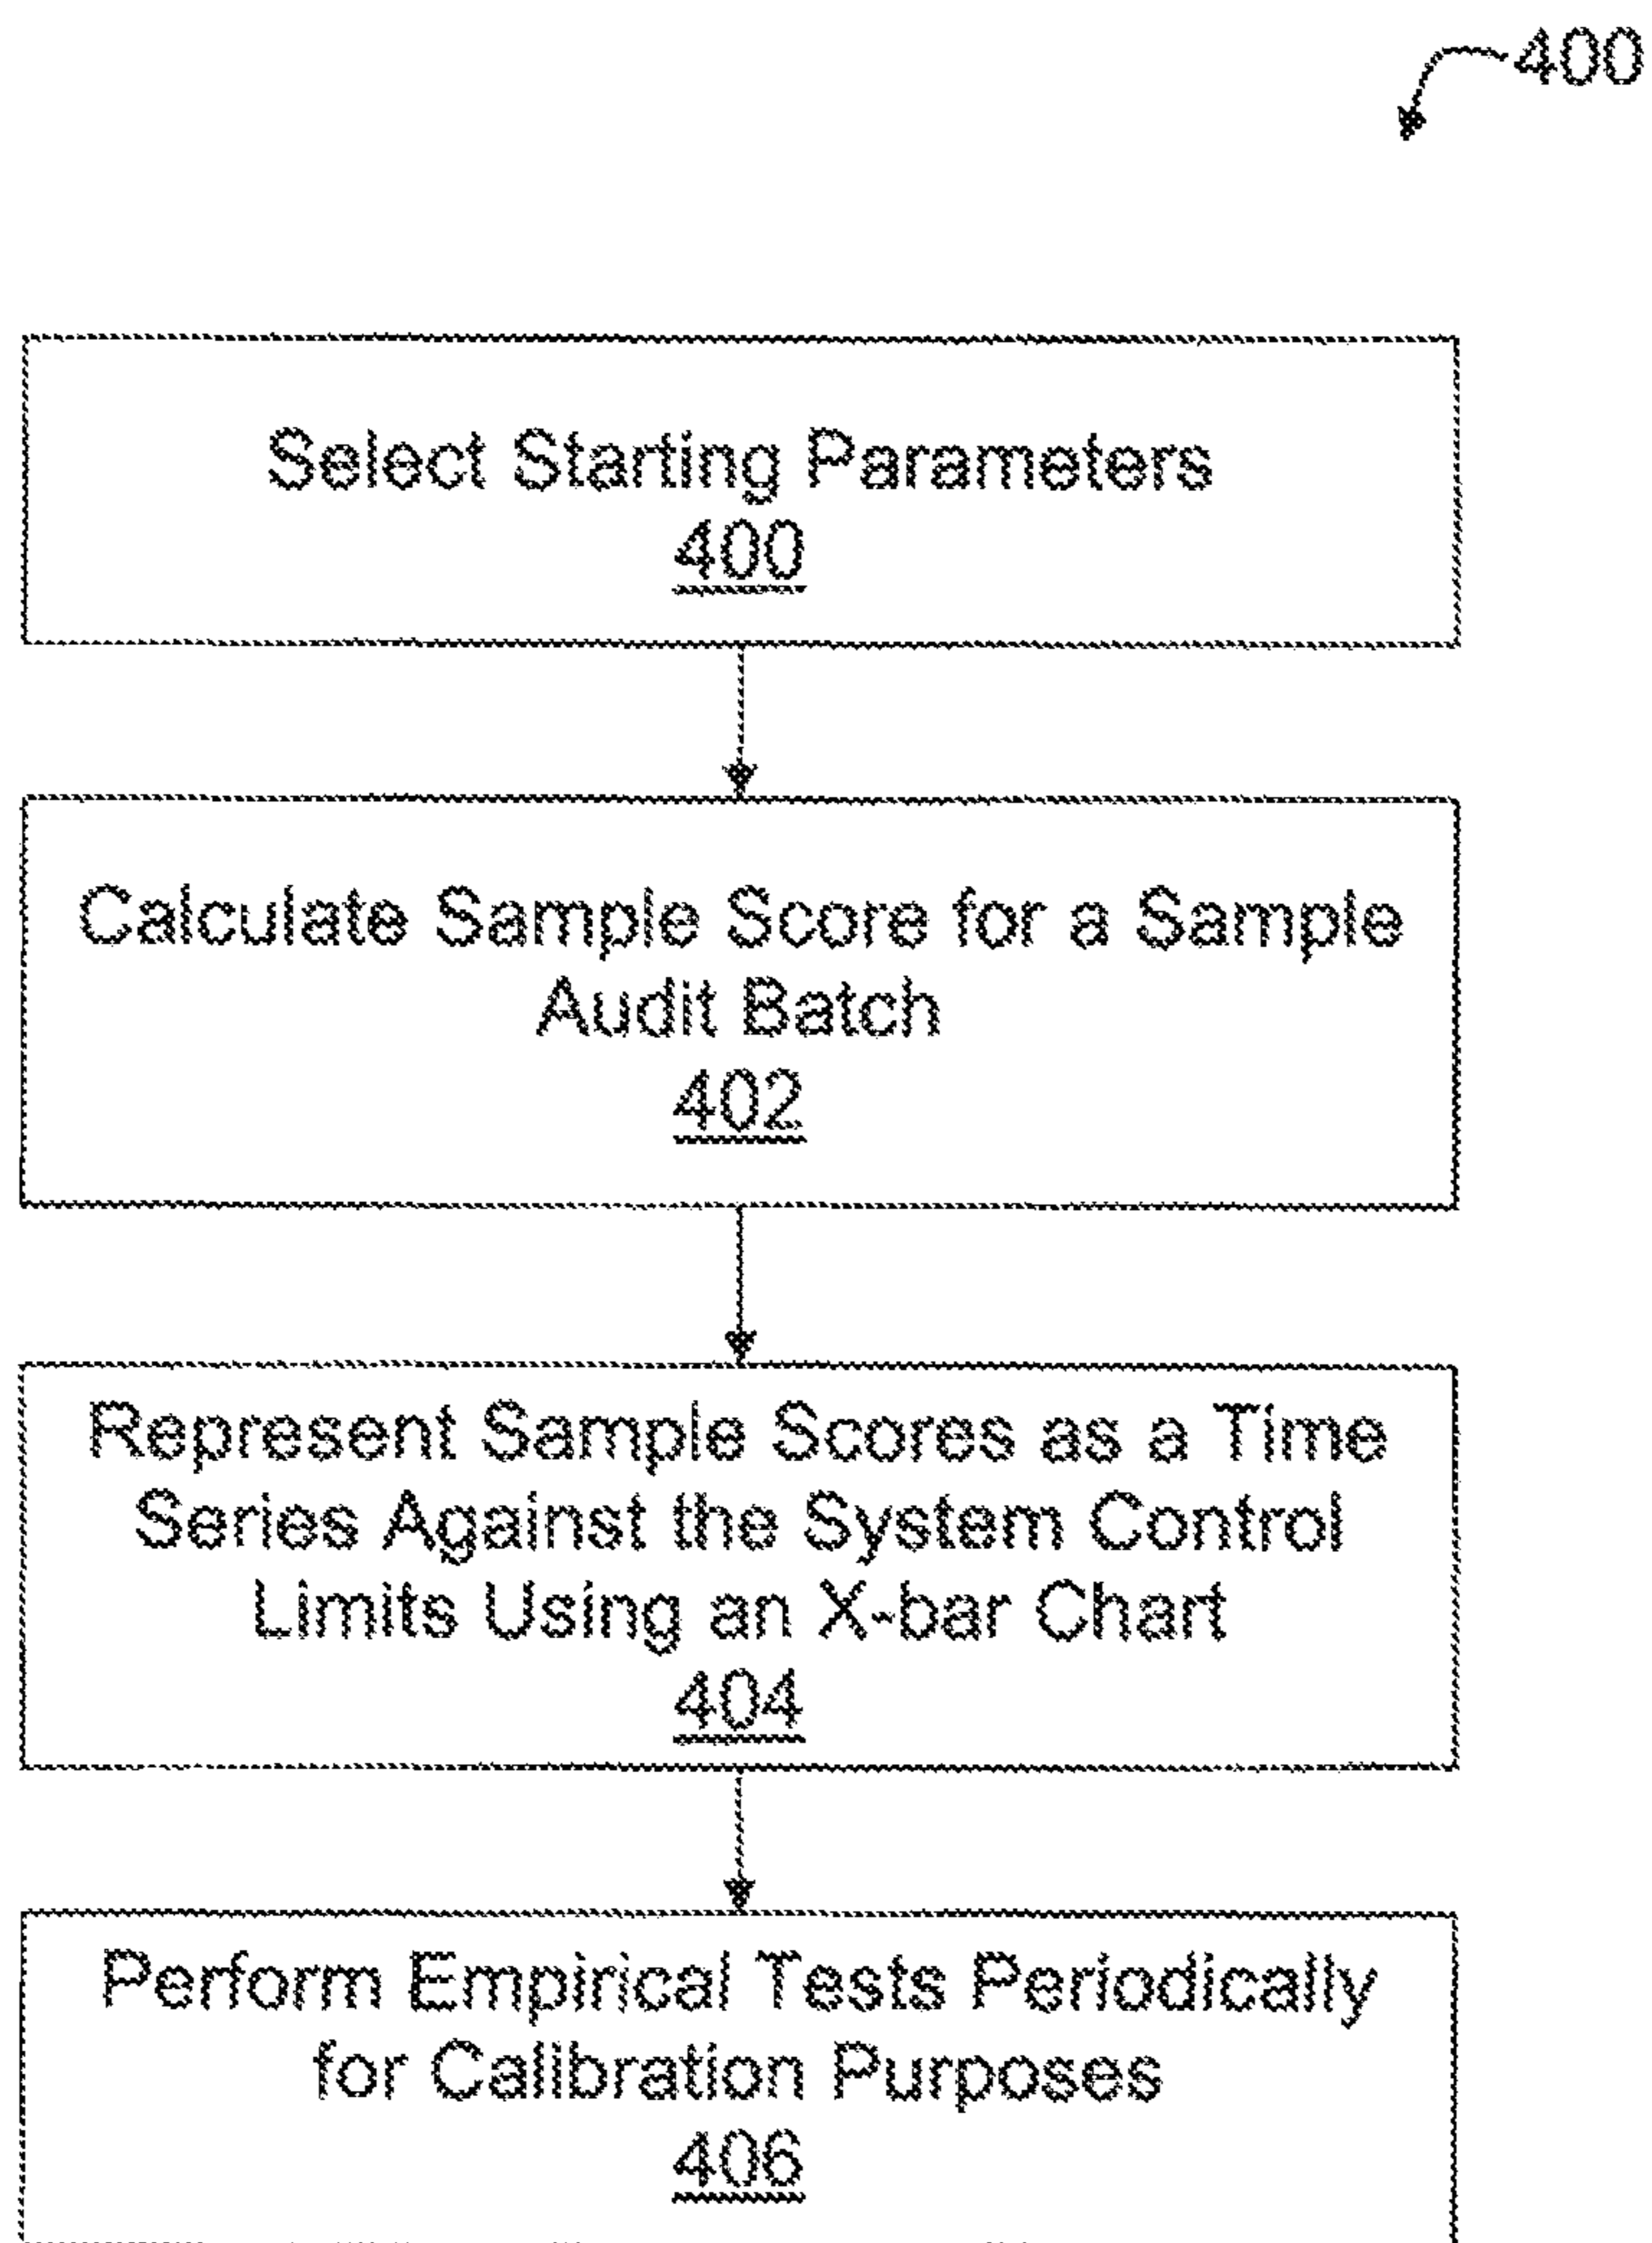 400
Select Starting Parameters
400
Calculate Sample Score for a Sample
Audit Batch
402
Represent Sample Scores as a Time
Series Against the System Control
Limits Using an X-bar Chart
404
Perform Empirical Tests Periodically
for Calibration Purposes
406